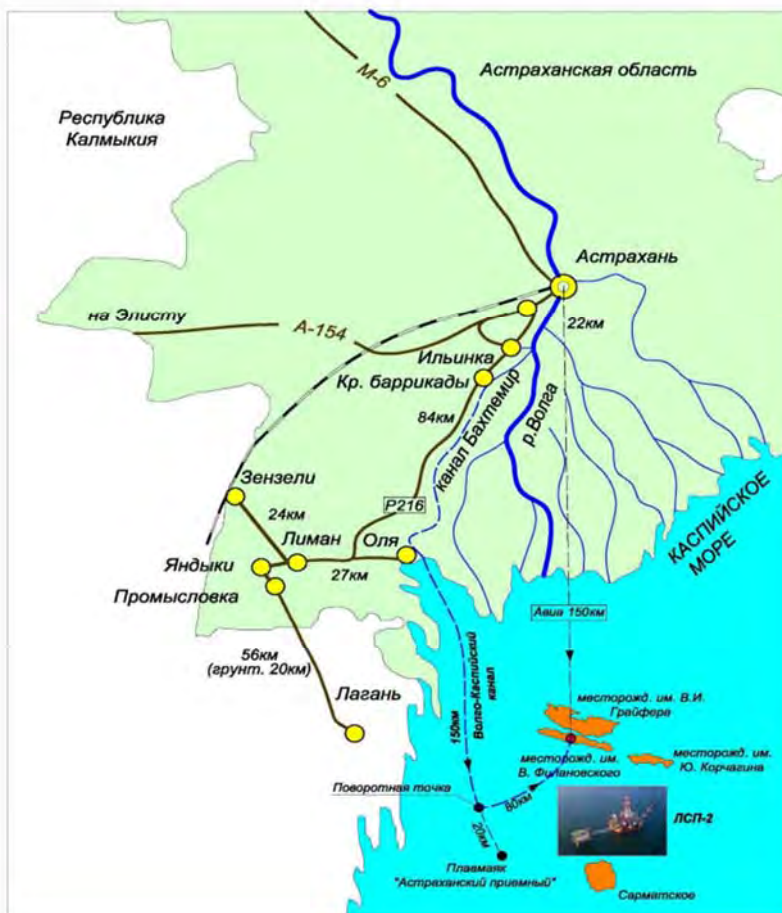 М-6
Астраханская область
Республика
Калмыкия
Астрахань
на Элисту
А-154
22км
Ильинка
Кр. баррикады
канал Бахтемир
р.Волга
84км
Зензели
Р216
24км
КАСПИЙСКОЕ
МОРЕ
Лиман
Оля
Яндыки
27км
Промысловка
Авиа 150км
56км
(грунт. 20км)
Волго-Каспийский
канал
150км
Лагань
месторожд. им. В.И.
Грайфера
месторожд. им.
В. Филановского
месторожд. им.
Ю. Корчагина
Поворотная точка
80км
20км
ЛСП-2
Плавмаяк
"Астраханский приемный"
Сарматское